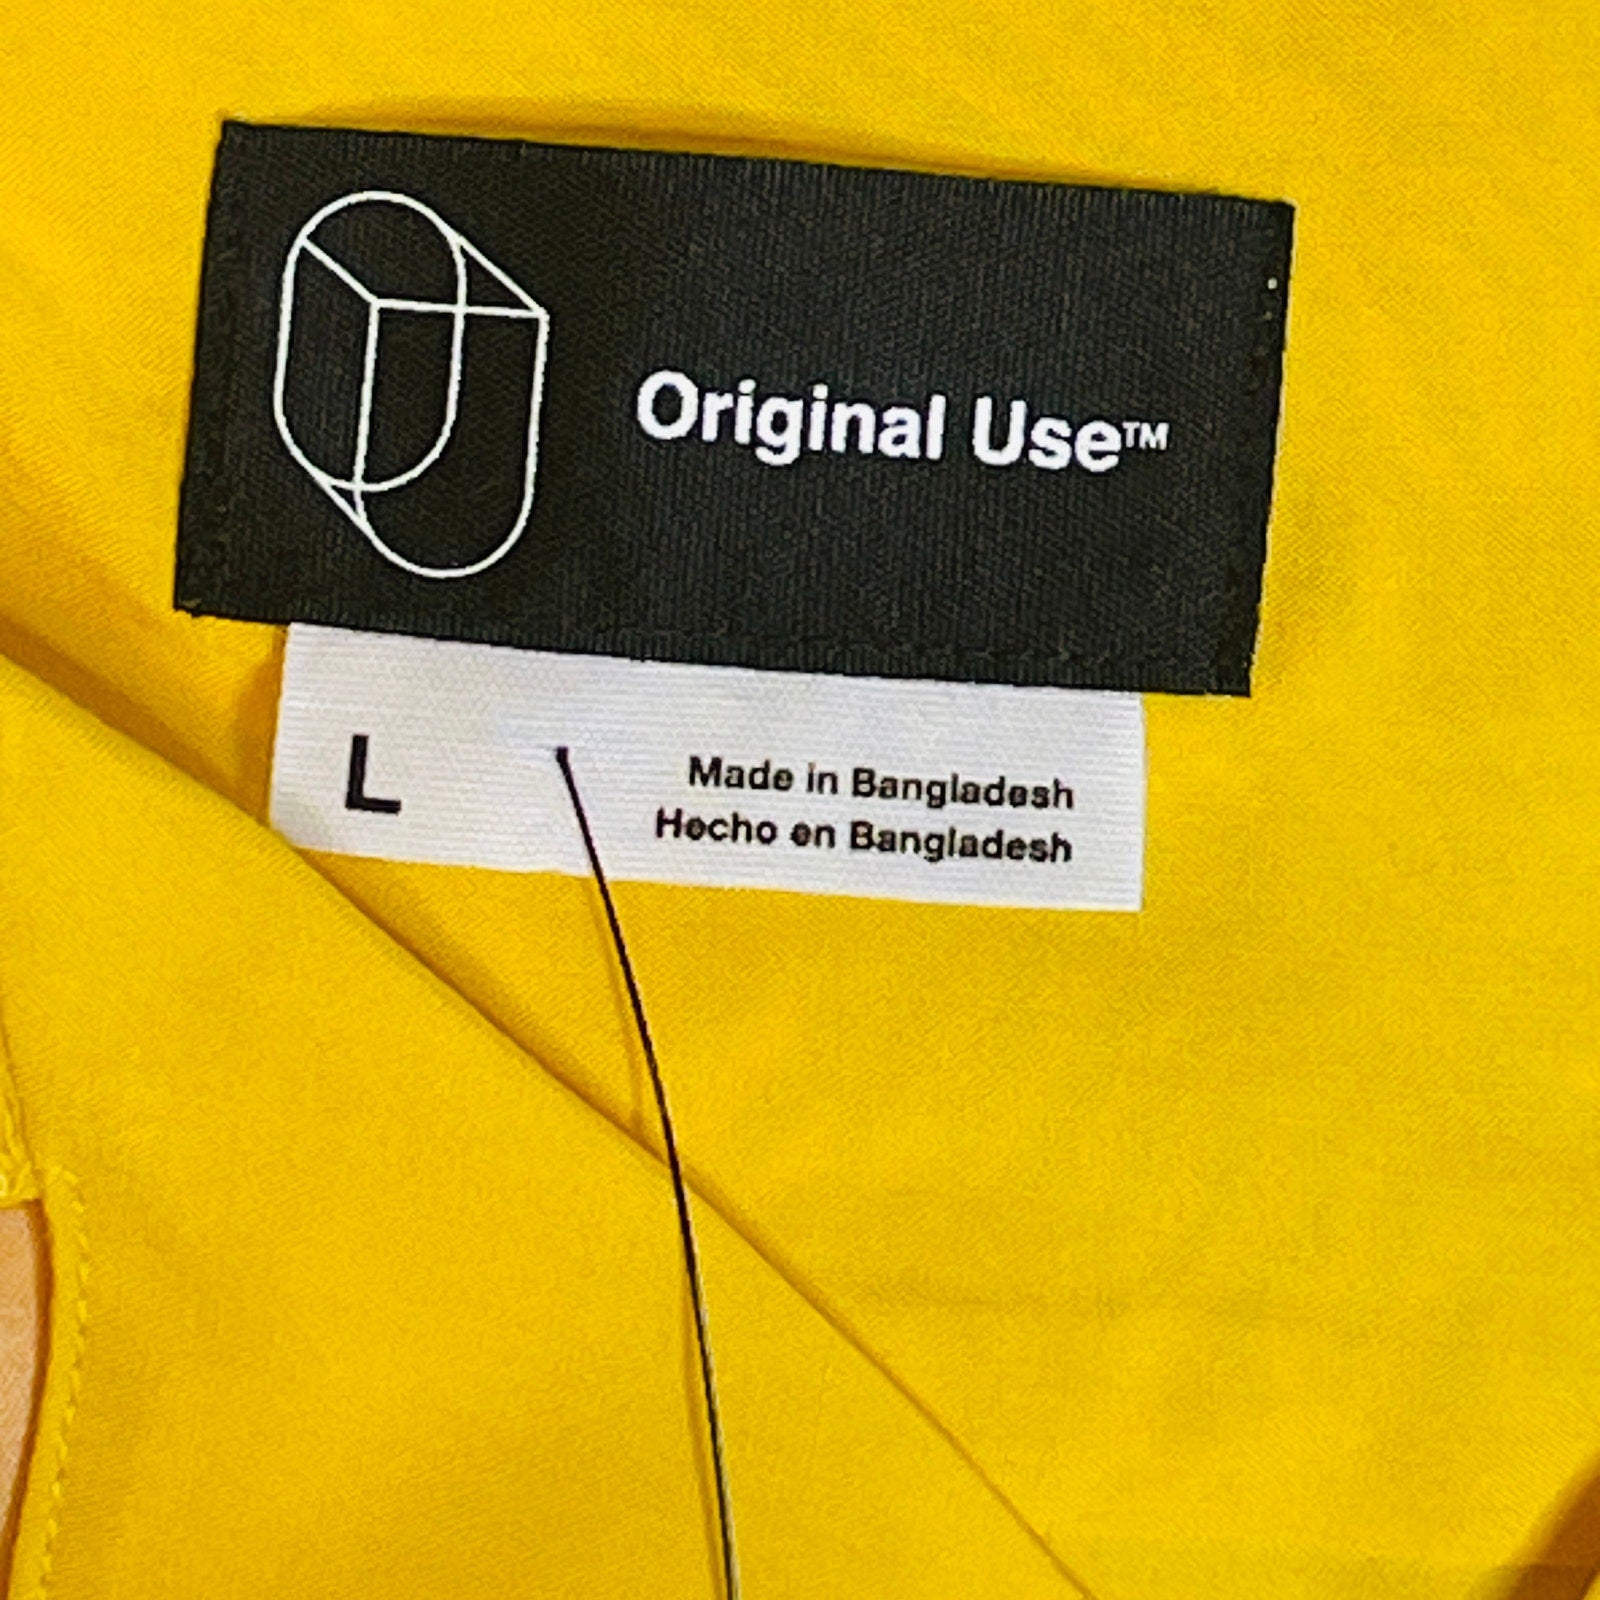 Original Use™
L
Made in Bangladesh
Hecho en Bangladesh